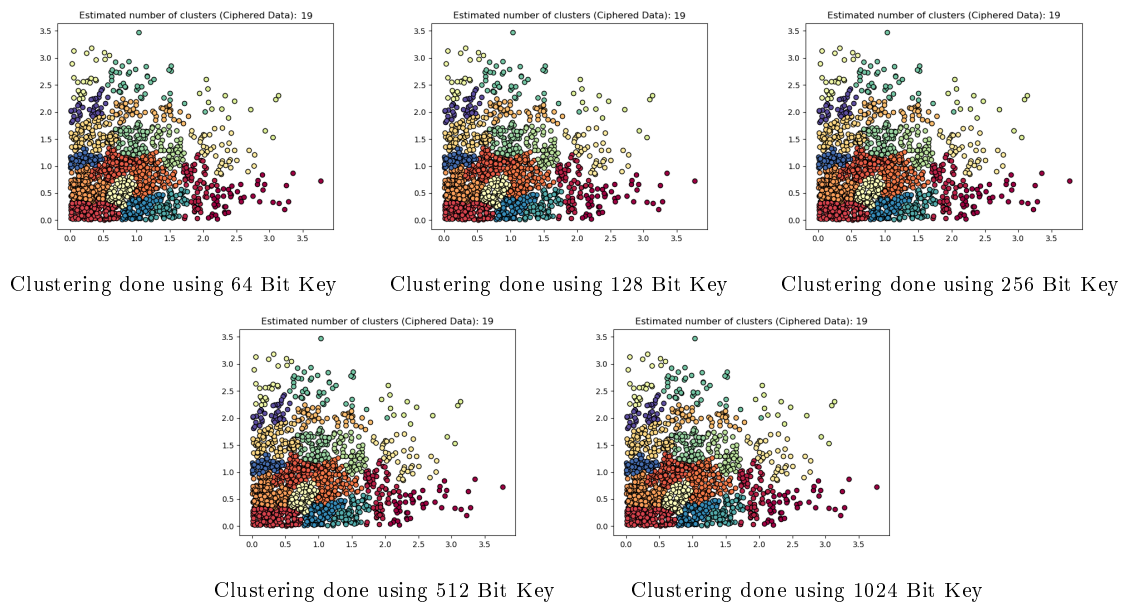 Estimated number of clusters (Ciphered Data): 19
3.5
3.0
2.5
2.0
1.5
1.0
0.5
0.0
0.0 0.5 1.0 1.5 2.0 2.5 3.0 3.5
Clustering done using 64 Bit Key
Estimated number of clusters (Ciphered Data): 19
3.5
3.0
2.5
2.0
1.5
1.0
0.5
0.0
0.0 0.5 1.0 1.5 2.0 2.5 3.0 3.5
Clustering done using 128 Bit Key
Estimated number of clusters (Ciphered Data): 19
3.5
3.0
2.5
2.0
1.5
1.0
0.5
0.0
0.0 0.5 1.0 1.5 2.0 2.5 3.0 3.5
Clustering done using 256 Bit Key
Estimated number of clusters (Ciphered Data): 19
3.5
3.0
2.5
2.0
1.5
1.0
0.5
0.0
0.0 0.5 1.0 1.5 2.0 2.5 3.0 3.5
Clustering done using 512 Bit Key
Estimated number of clusters (Ciphered Data): 19
3.5
3.0
2.5
2.0
1.5
1.0
0.5
0.0
0.0 0.5 1.0 1.5 2.0 2.5 3.0 3.5
Clustering done using 1024 Bit Key